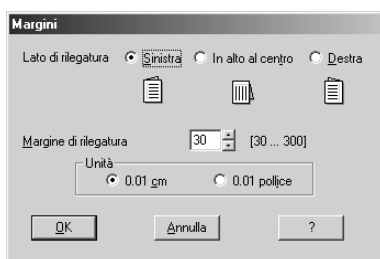 Margini
Lato di rilegatura Sinistra In alto al centro Destra
Margine di rilegatura 30 [30 ... 300]
Unità
0.01 cm 0.01 pollice
OK Annulla ?